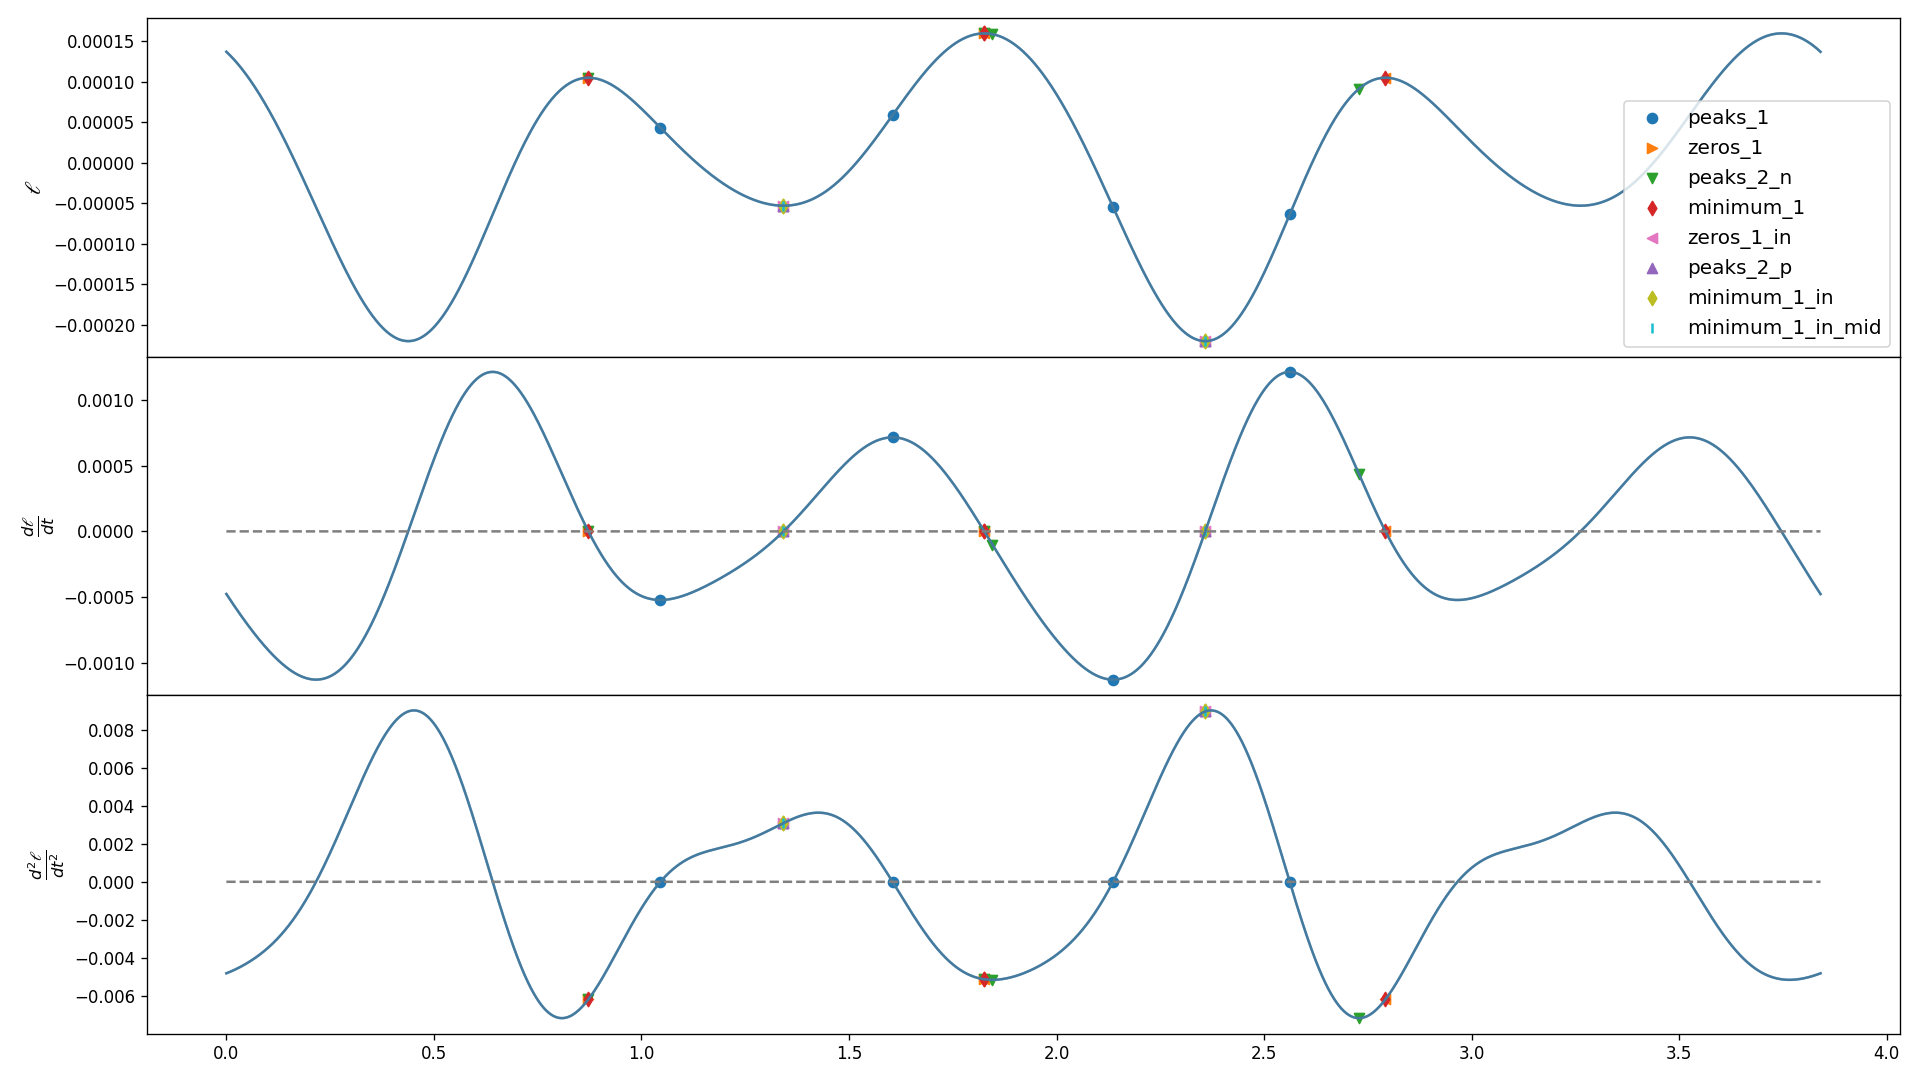 0.00015
0.00010
0.00005
0.00000
−0.00005
−0.00010
−0.00015
−0.00020
ℓ
peaks_1
zeros_1
peaks_2_n
minimum_1
zeros_1_in
peaks_2_p
minimum_1_in
minimum_1_in_mid
0.0010
0.0005
0.0000
−0.0005
−0.0010
dℓ
dt
0.008
0.006
0.004
0.002
0.000
−0.002
−0.004
−0.006
d²ℓ
dt²
0.0 0.5 1.0 1.5 2.0 2.5 3.0 3.5 4.0